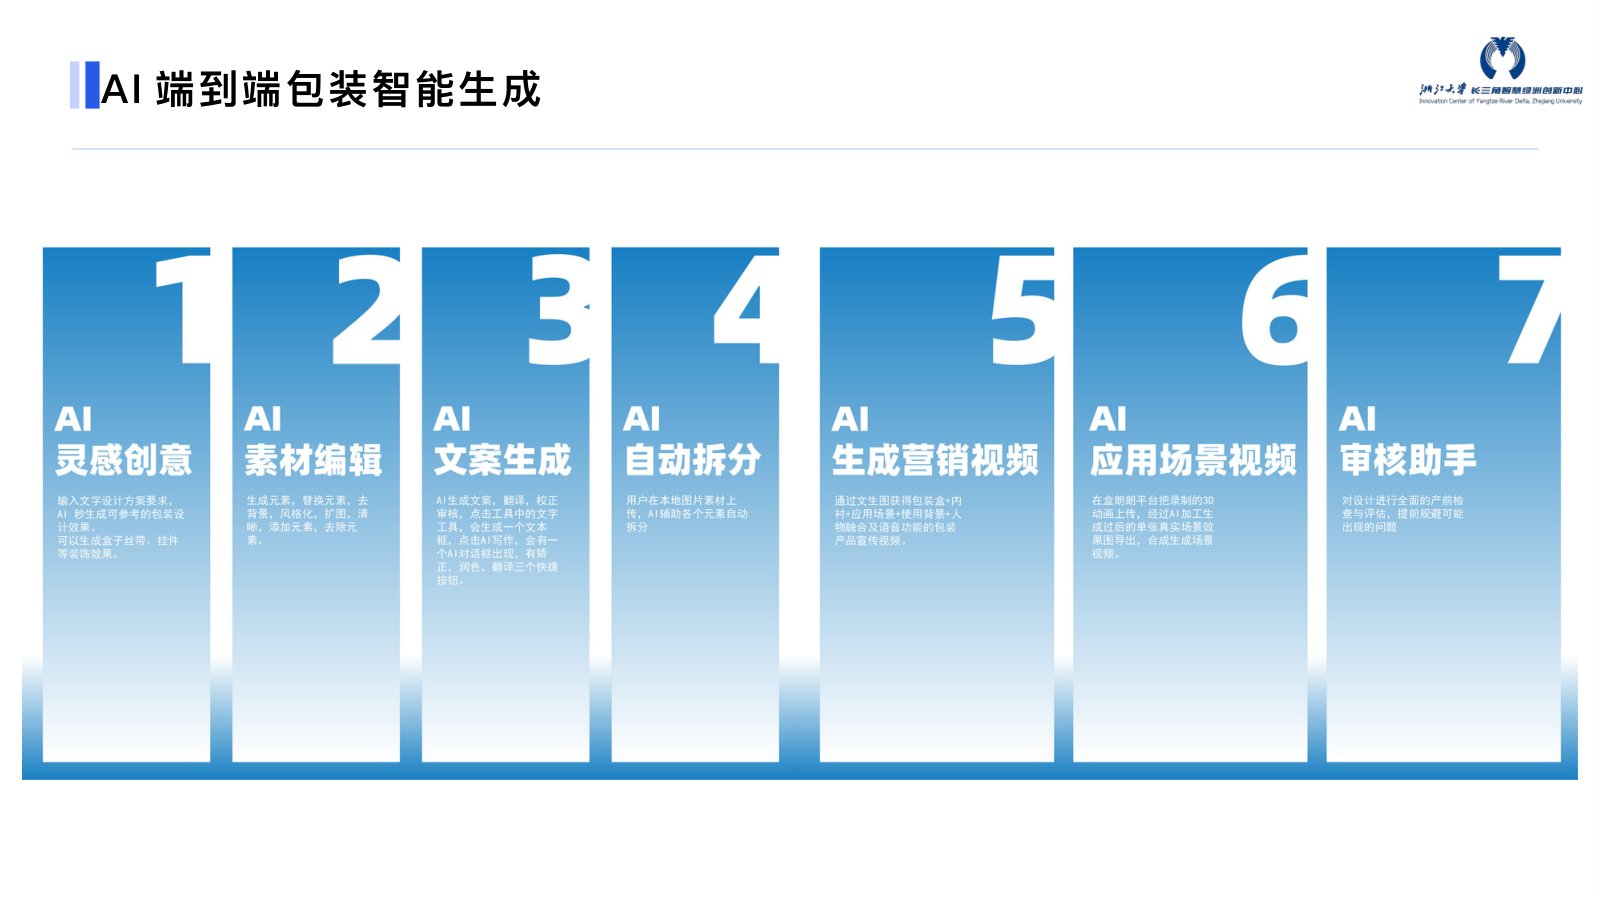 AI 端到端包装智能生成
浙江大学 长三角智慧绿洲创新中心
Innovation Center of Yangtze River Delta, Zhejiang University
1
AI
灵感创意
输入文字设计方案要求，
AI 秒生成可参考的包装设
计效果。
可以生成盒子丝带、挂件
等装饰效果。
2
AI
素材编辑
生成元素，替换元素，去
背景，风格化，扩图，清
晰，添加元素，去除元
素。
3
AI
文案生成
AI生成文案，翻译，校正
审核，点击工具中的文字
工具，会生成一个文本
框，点击AI写作，会有一
个AI对话框出现，有矫
正，润色，翻译三个快捷
按钮。
4
AI
自动拆分
用户在本地图片素材上
传，AI辅助各个元素自动
拆分
5
AI
生成营销视频
通过文生图获得包装盒+内
衬+应用场景+使用背景+人
物融合及语音功能的包装
产品宣传视频。
6
AI
应用场景视频
在盒朗朗平台把录制的3D
动画上传，经过AI加工生
成过后的单张真实场景效
果图导出，合成生成场景
视频。
7
AI
审核助手
对设计进行全面的产前检
查与评估，提前规避可能
出现的问题